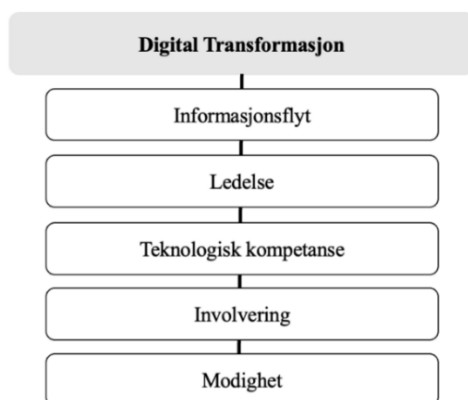 Digital Transformasjon
Informasjonsflyt
Ledelse
Teknologisk kompetanse
Involvering
Modighet